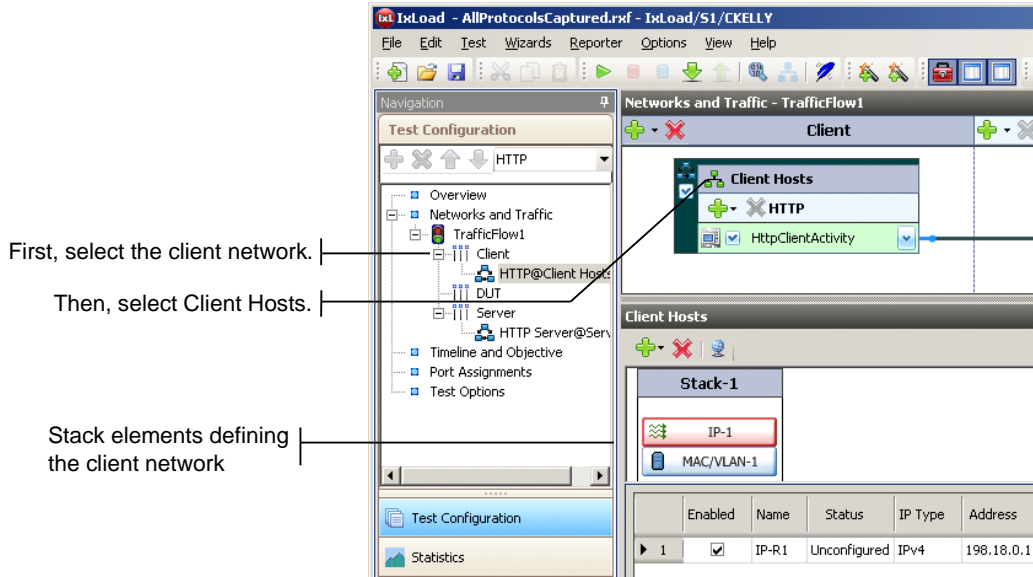 IxLoad - AllProtocolsCaptured.rxf - IxLoad/S1/CKELLY
File Edit Test Wizards Reporter Options View Help
Navigation
Test Configuration
HTTP
Overview
Networks and Traffic
TrafficFlow1
Client
HTTP@Client Hosts
DUT
Server
HTTP Server@Serv
Timeline and Objective
Port Assignments
Test Options
Test Configuration
Statistics
First, select the client network.
Then, select Client Hosts.
Stack elements defining
the client network
Networks and Traffic - TrafficFlow1
Client
Client Hosts
HTTP
HttpClientActivity
Client Hosts
Stack-1
IP-1
MAC/VLAN-1
Enabled Name Status IP Type Address
1 IP-R1 Unconfigured IPv4 198.18.0.1